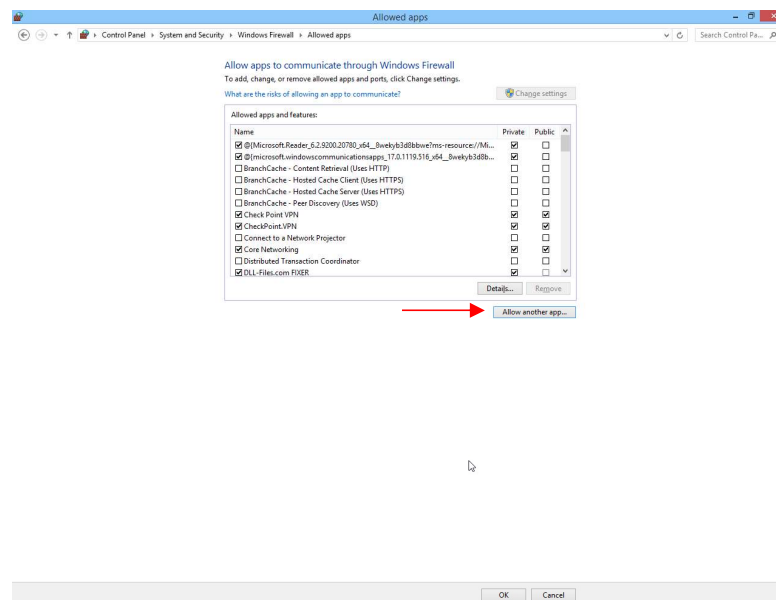 Allowed apps
Control Panel ▸ System and Security ▸ Windows Firewall ▸ Allowed apps
Search Control Pa...
Allow apps to communicate through Windows Firewall
To add, change, or remove allowed apps and ports, click Change settings.
What are the risks of allowing an app to communicate?
Change settings
Allowed apps and features:
Name Private Public
@{Microsoft.Reader_6.2.9200.20780_x64__8wekyb3d8bbwe?ms-resource://Mi...
@{microsoft.windowscommunicationsapps_17.0.1119.516_x64__8wekyb3d8b...
BranchCache - Content Retrieval (Uses HTTP)
BranchCache - Hosted Cache Client (Uses HTTPS)
BranchCache - Hosted Cache Server (Uses HTTPS)
BranchCache - Peer Discovery (Uses WSD)
Check Point VPN
CheckPoint.VPN
Connect to a Network Projector
Core Networking
Distributed Transaction Coordinator
DLL-Files.com FIXER
Details... Remove
Allow another app...
OK Cancel